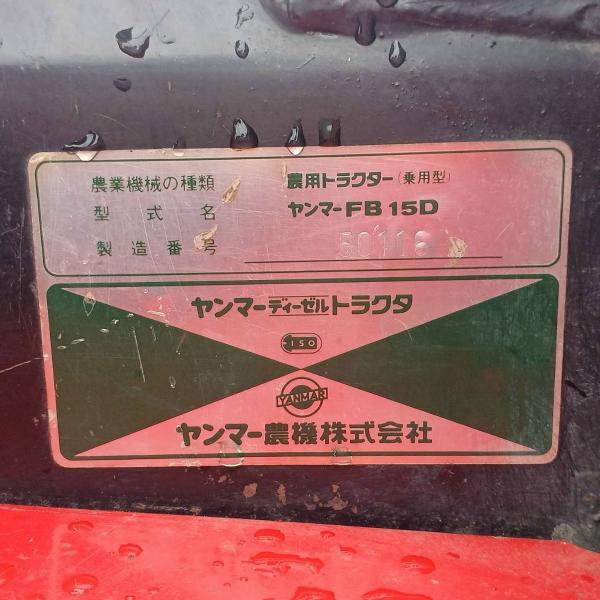 農業機械の種類 農用トラクター(乗用型)
型式名 ヤンマーFB15D
製造番号 50116
ヤンマーディーゼルトラクタ
ISO
YANMAR
ヤンマー農機株式会社